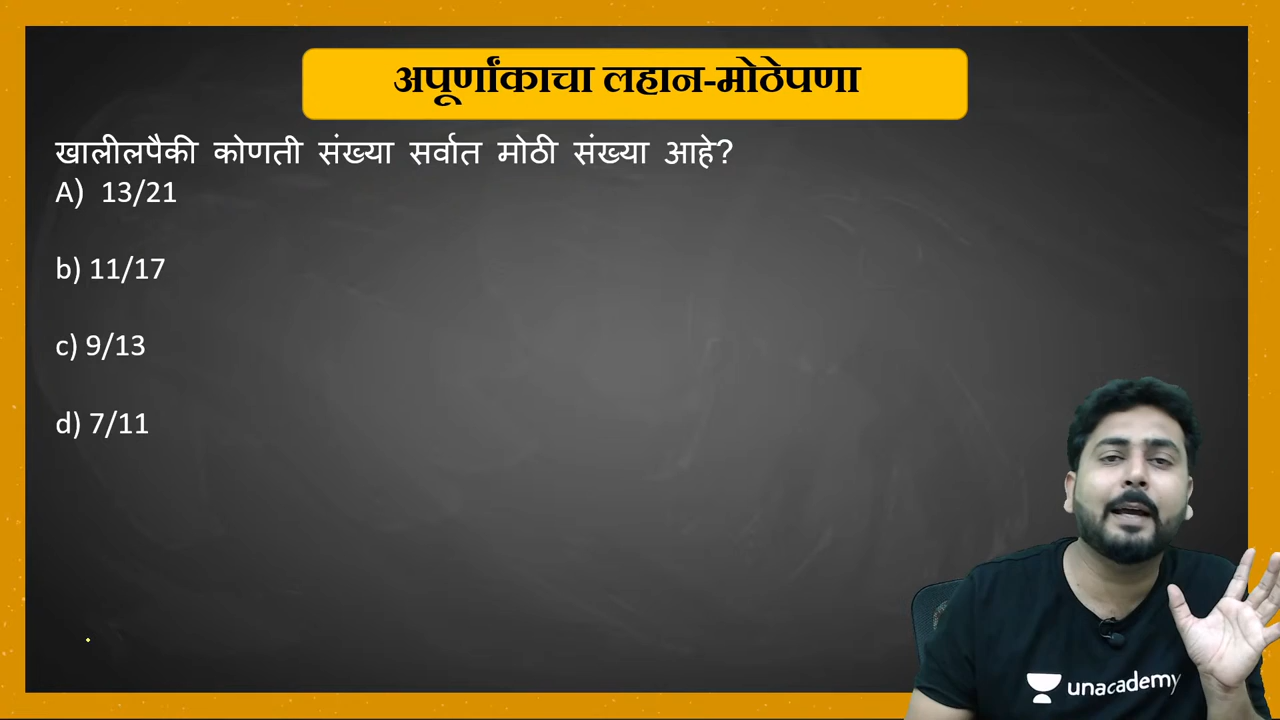 अपूर्णांकाचा लहान-मोठेपणा
खालीलपैकी कोणती संख्या सर्वात मोठी संख्या आहे?
A) 13/21
b) 11/17
c) 9/13
d) 7/11
unacademy